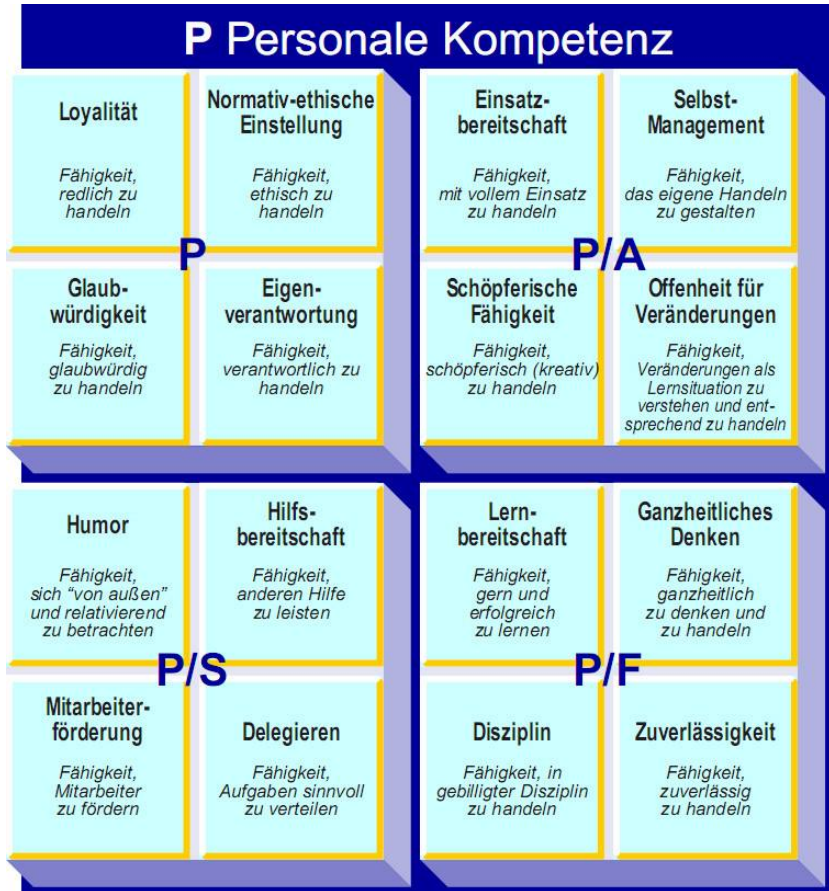 P Personale Kompetenz
Loyalität
Fähigkeit,
redlich zu
handeln
Normativ-ethische
Einstellung
Fähigkeit,
ethisch zu
handeln
P
Glaub-
würdigkeit
Fähigkeit,
glaubwürdig
zu handeln
Eigen-
verantwortung
Fähigkeit,
verantwortlich zu
handeln
Einsatz-
bereitschaft
Fähigkeit,
mit vollem Einsatz
zu handeln
Selbst-
Management
Fähigkeit,
das eigene Handeln
zu gestalten
P/A
Schöpferische
Fähigkeit
Fähigkeit,
schöpferisch (kreativ)
zu handeln
Offenheit für
Veränderungen
Fähigkeit,
Veränderungen als
Lernsituation zu
verstehen und ent-
sprechend zu handeln
Humor
Fähigkeit,
sich “von außen”
und relativierend
zu betrachten
Hilfs-
bereitschaft
Fähigkeit,
anderen Hilfe
zu leisten
P/S
Mitarbeiter-
förderung
Fähigkeit,
Mitarbeiter
zu fördern
Delegieren
Fähigkeit,
Aufgaben sinnvoll
zu verteilen
Lern-
bereitschaft
Fähigkeit,
gern und
erfolgreich
zu lernen
Ganzheitliches
Denken
Fähigkeit,
ganzheitlich
zu denken und
zu handeln
P/F
Disziplin
Fähigkeit, in
gebilligter Disziplin
zu handeln
Zuverlässigkeit
Fähigkeit,
zuverlässig
zu handeln